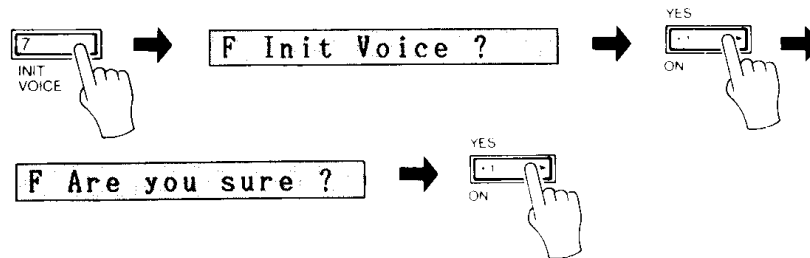 7
INIT
VOICE
F Init Voice ?
YES
+1
ON
F Are you sure ?
YES
+1
ON